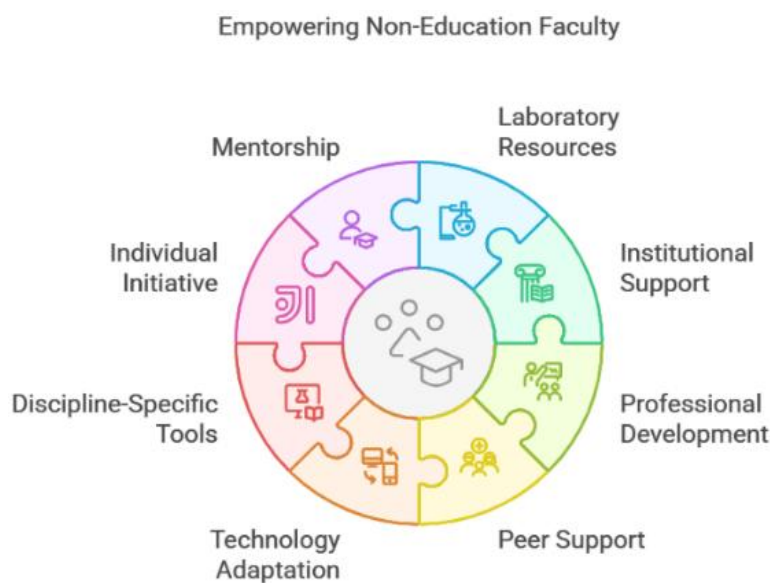 Empowering Non-Education Faculty
Mentorship
Laboratory
Resources
Individual
Initiative
Institutional
Support
Discipline-Specific
Tools
Professional
Development
Technology
Adaptation
Peer Support